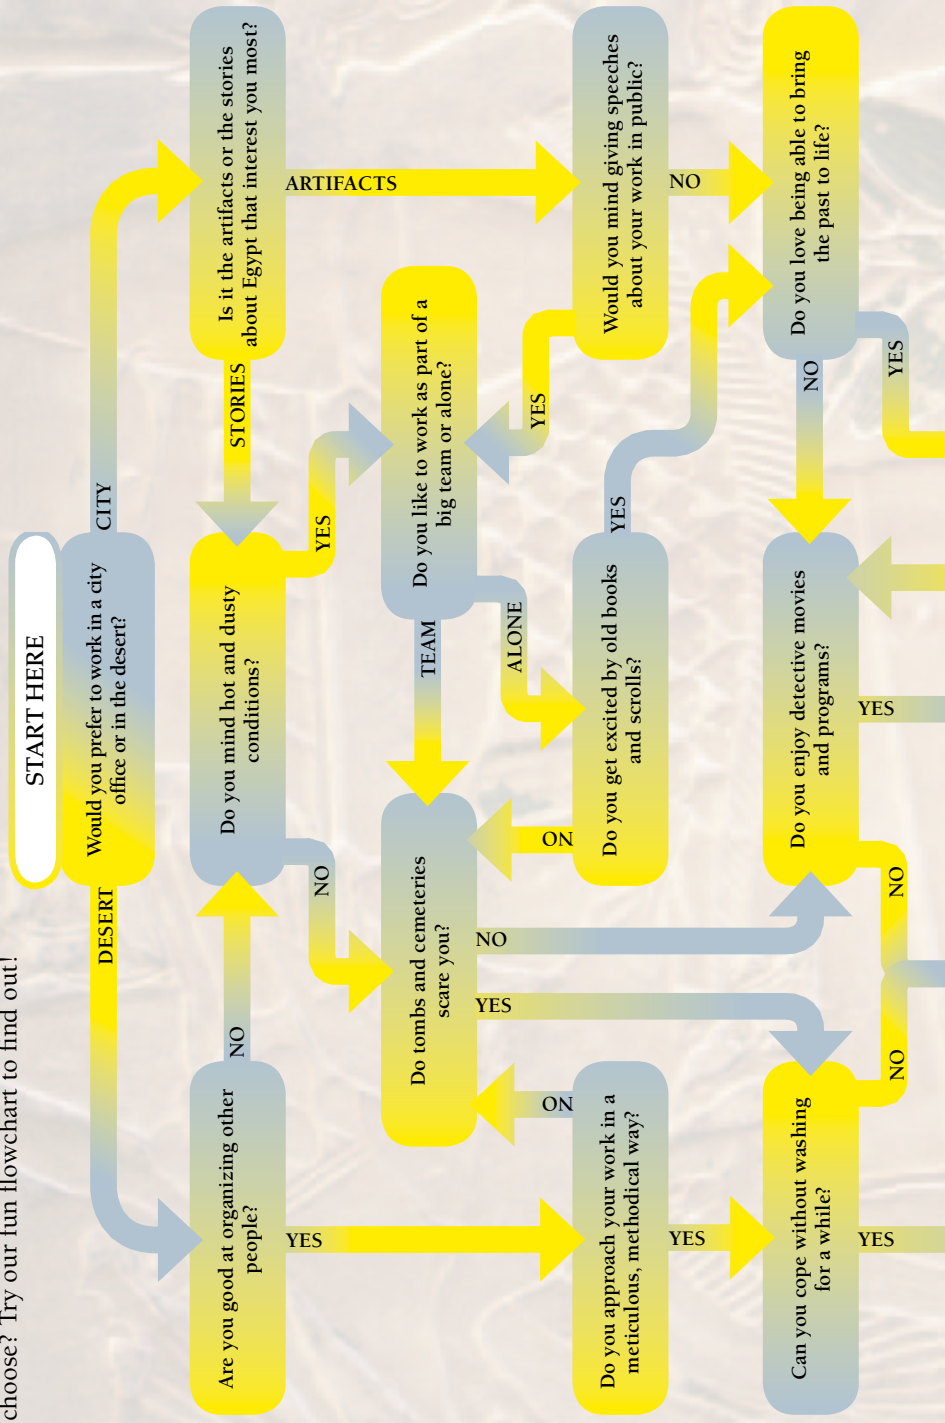 choose? Try our fun flowchart to find out!
START HERE
Would you prefer to work in a city
office or in the desert?
DESERT
CITY
Are you good at organizing other
people?
NO
Do you mind hot and dusty
conditions?
STORIES
Is it the artifacts or the stories
about Egypt that interest you most?
YES
NO
YES
ARTIFACTS
Do tombs and cemeteries
scare you?
TEAM
Do you like to work as part of a
big team or alone?
NO
YES
NO
NO
ALONE
YES
Do you approach your work in a
meticulous, methodical way?
Do you get excited by old books
and scrolls?
YES
Would you mind giving speeches
about your work in public?
YES
NO
Can you cope without washing
for a while?
Do you enjoy detective movies
and programs?
NO
Do you love being able to bring
the past to life?
YES
NO
NO
YES
YES